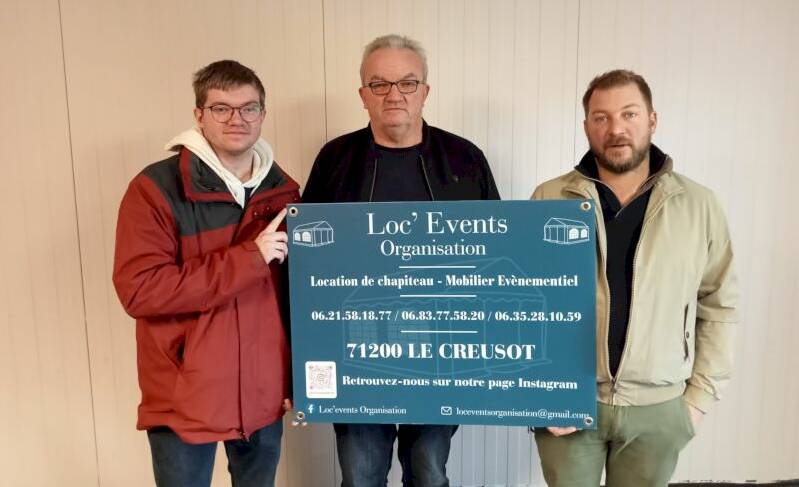 Loc' Events
Organisation
Location de chapiteau - Mobilier Evènementiel
06.21.58.18.77 / 06.83.77.58.20 / 06.35.28.10.59
71200 LE CREUSOT
Retrouvez-nous sur notre page Instagram
Loc'events Organisation
loceventsorganisation@gmail.com